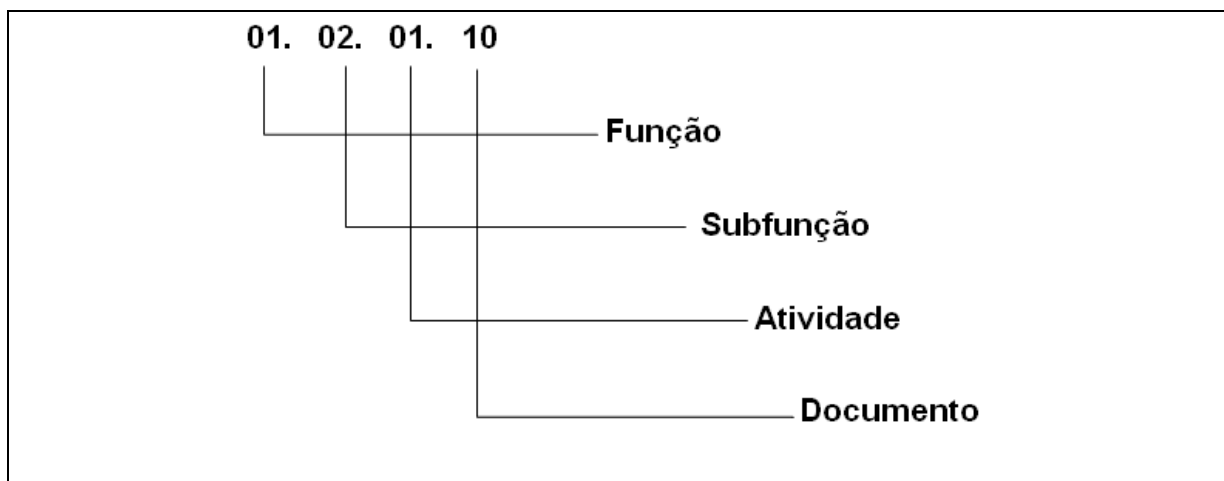 01. 02. 01. 10
Função
Subfunção
Atividade
Documento